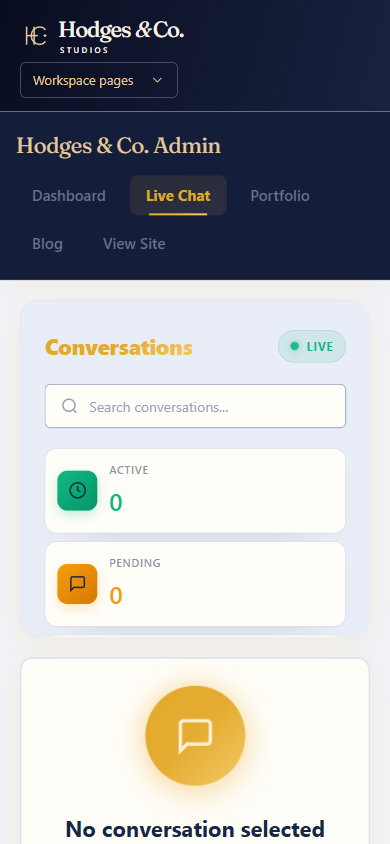 Hodges & Co.
STUDIOS
Workspace pages
Hodges & Co. Admin
Dashboard
Live Chat
Portfolio
Blog
View Site
Conversations
LIVE
Search conversations...
ACTIVE
0
PENDING
0
No conversation selected